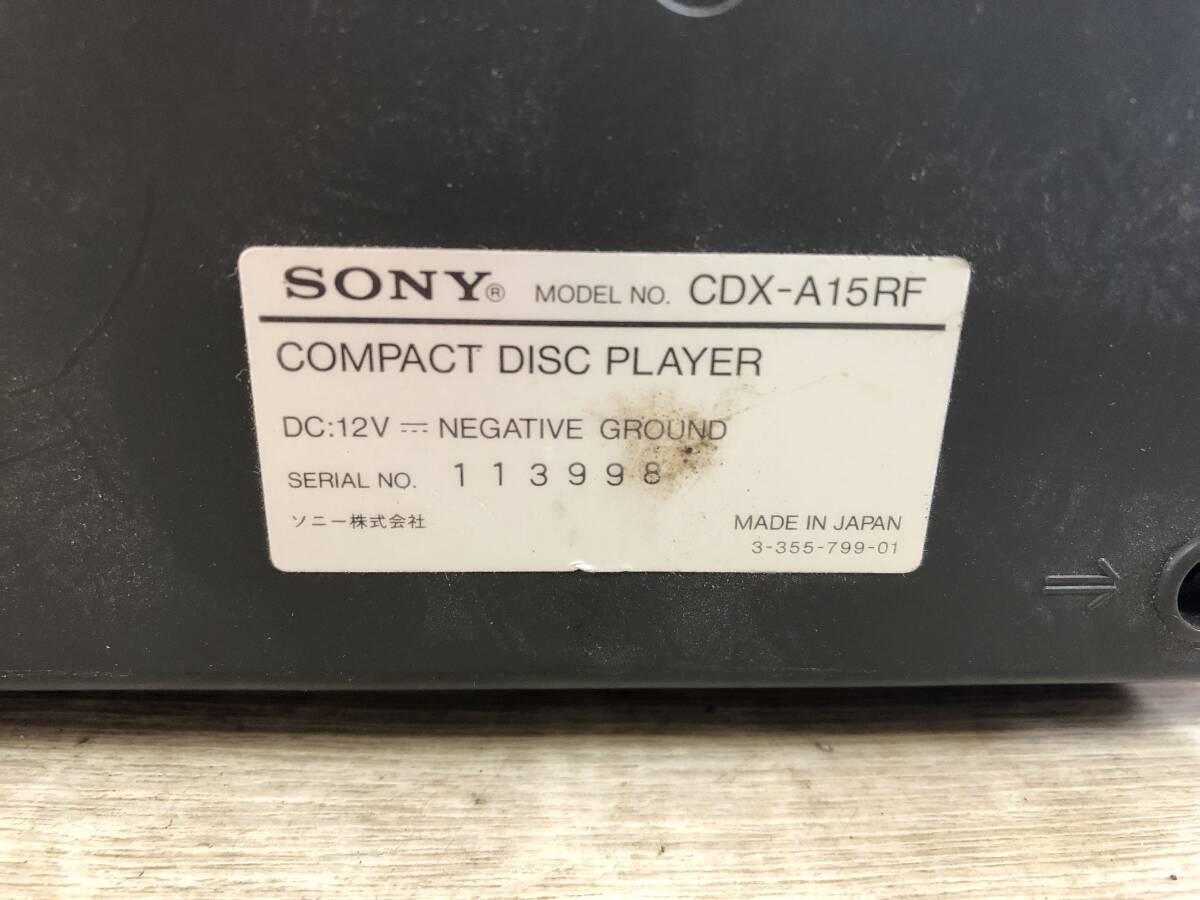 SONY® MODEL NO. CDX-A15RF
COMPACT DISC PLAYER
DC:12V ⎓ NEGATIVE GROUND
SERIAL NO. 113998
ソニー株式会社 MADE IN JAPAN
3-355-799-01